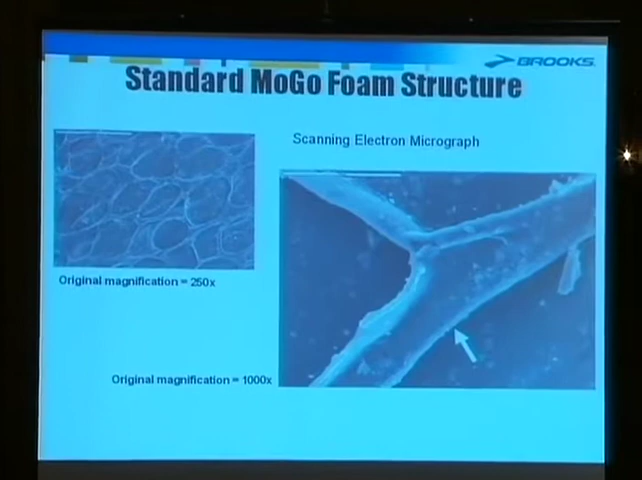 BROOKS
Standard MoGo Foam Structure
Scanning Electron Micrograph
Original magnification = 250x
Original magnification = 1000x